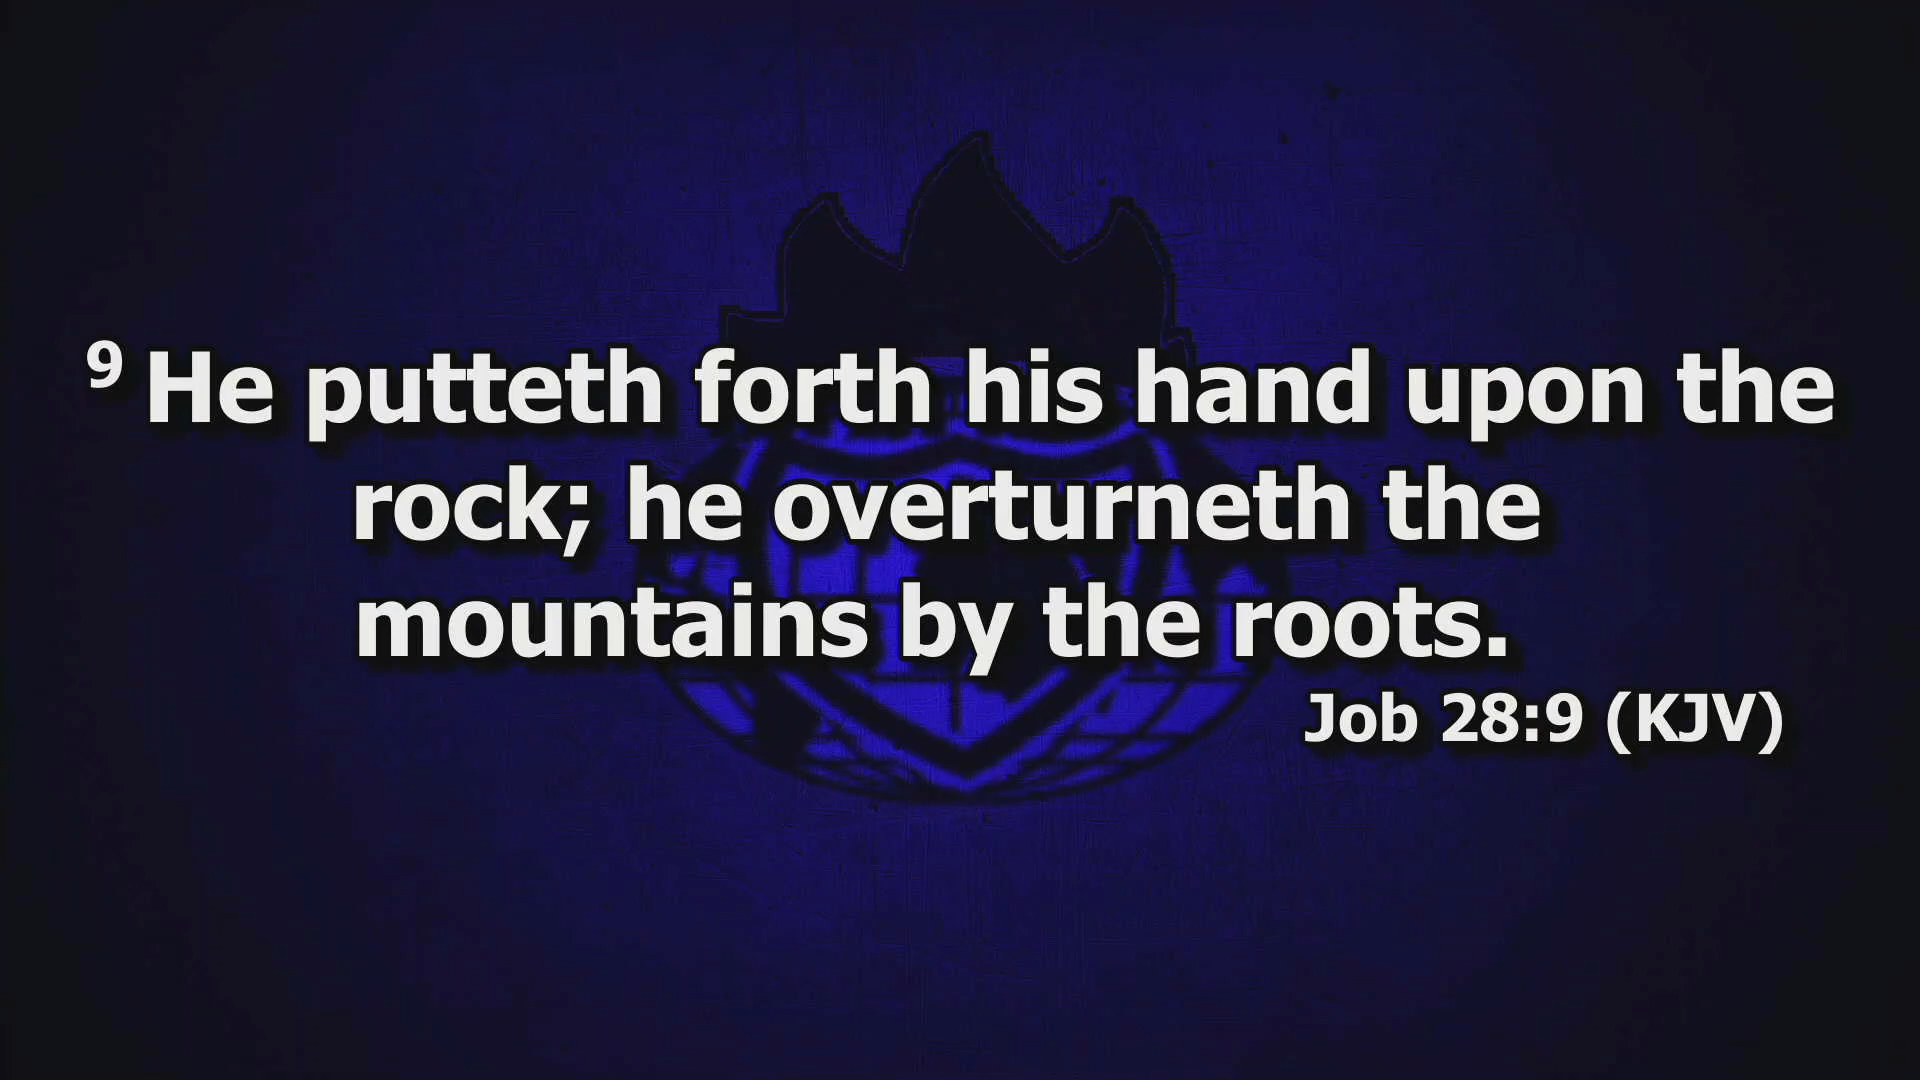 9 He putteth forth his hand upon the
rock; he overturneth the
mountains by the roots.
Job 28:9 (KJV)